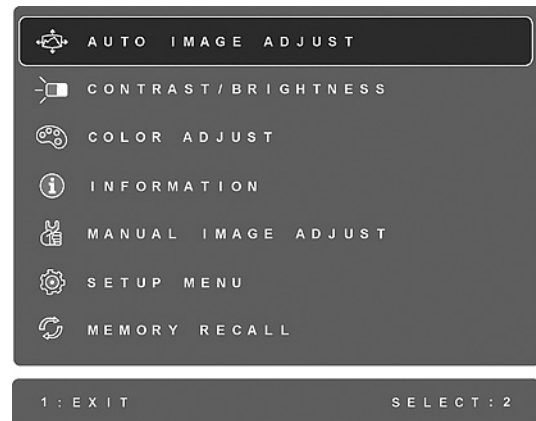 AUTO IMAGE ADJUST
CONTRAST/BRIGHTNESS
COLOR ADJUST
INFORMATION
MANUAL IMAGE ADJUST
SETUP MENU
MEMORY RECALL
1:EXIT SELECT:2